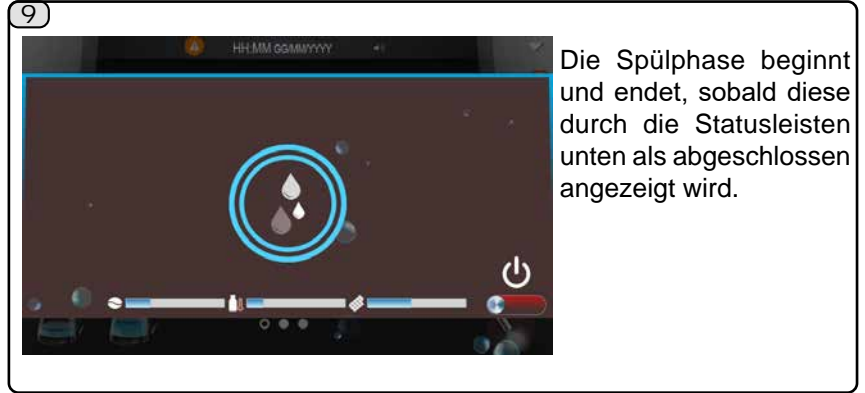 9
HH:MM GG/MM/YYYY
Die Spülphase beginnt
und endet, sobald diese
durch die Statusleisten
unten als abgeschlossen
angezeigt wird.